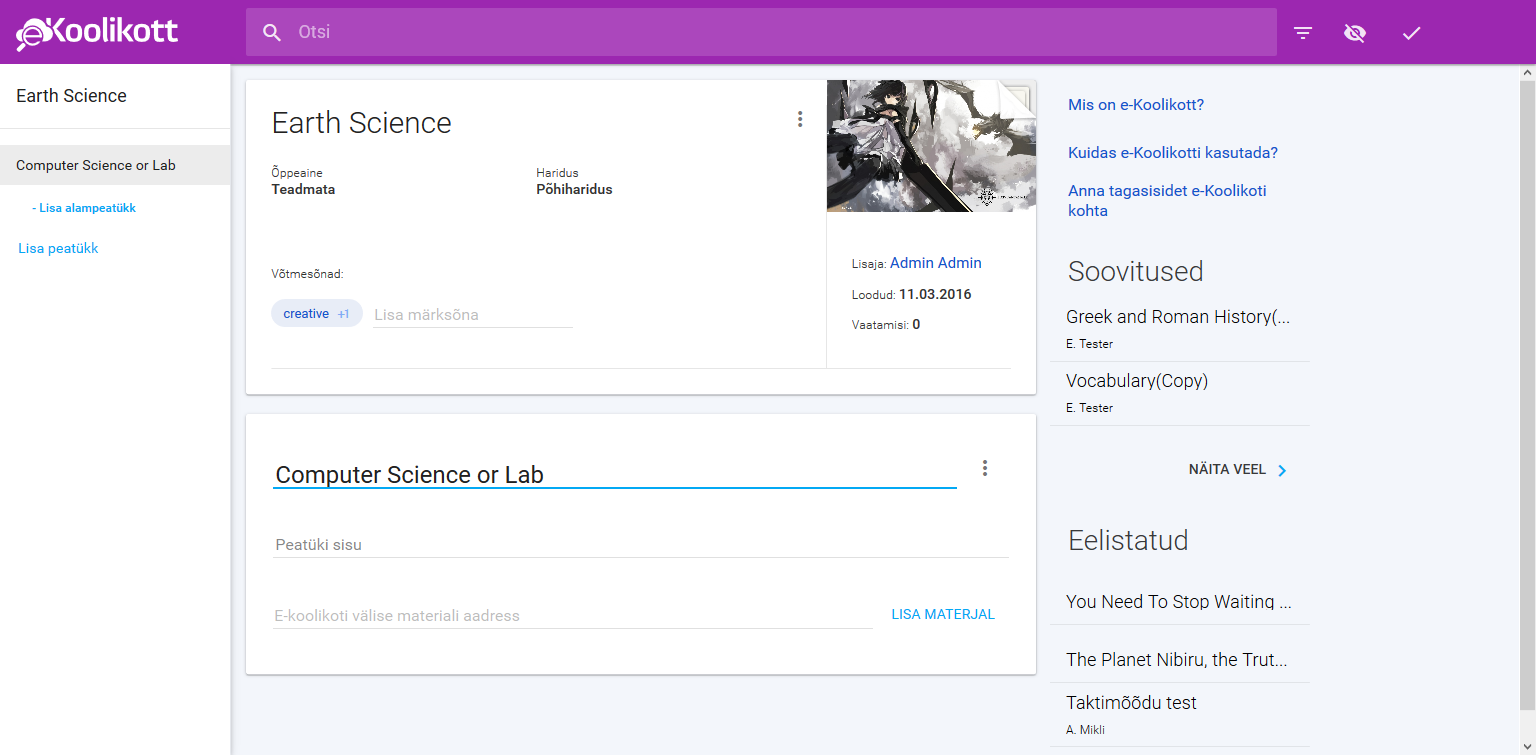 eKoolikott
Otsi
Earth Science
Computer Science or Lab
- Lisa alampeatükk
Lisa peatükk
Earth Science
Õppeaine
Teadmata
Haridus
Põhiharidus
Võtmesõnad:
creative +1
Lisa märksõna
Lisaja: Admin Admin
Loodud: 11.03.2016
Vaatamisi: 0
Computer Science or Lab
Peatüki sisu
E-koolikoti välise materiali aadress
LISA MATERJAL
Mis on e-Koolikott?
Kuidas e-Koolikotti kasutada?
Anna tagasisidet e-Koolikoti
kohta
Soovitused
Greek and Roman History(...
E. Tester
Vocabulary(Copy)
E. Tester
NÄITA VEEL
Eelistatud
You Need To Stop Waiting ...
The Planet Nibiru, the Trut...
Taktimõõdu test
A. Mikli